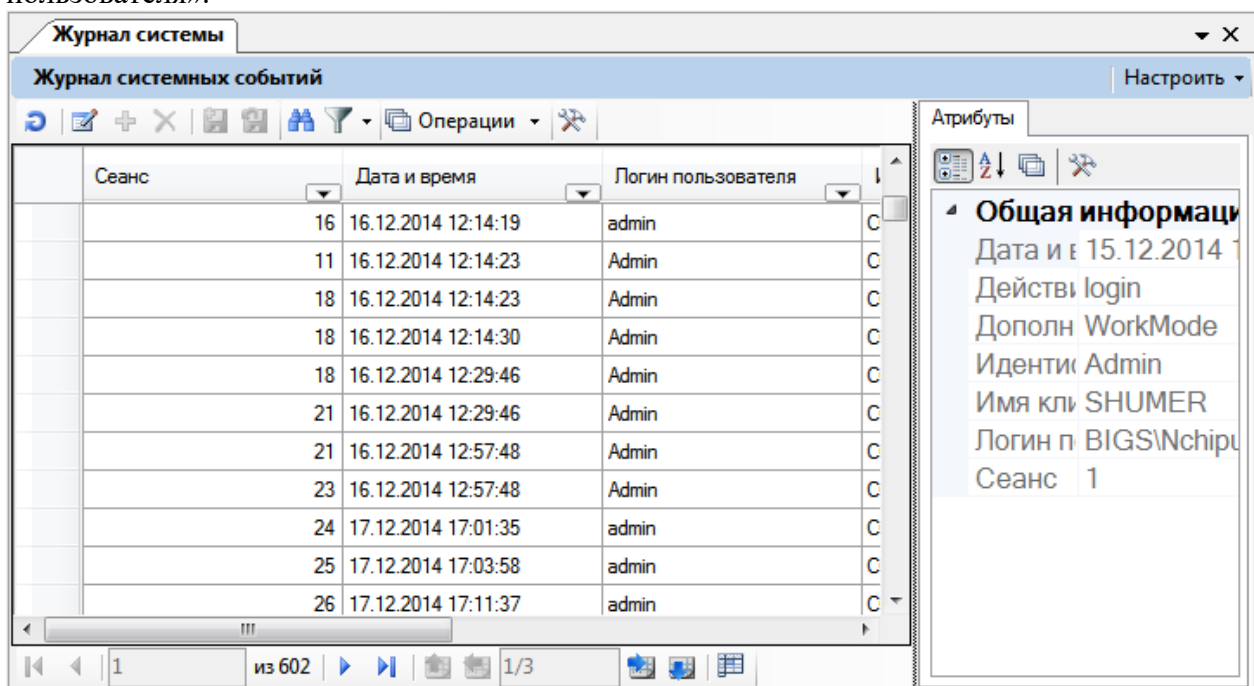 Журнал системы
Журнал системных событий
Настроить
Операции
Атрибуты
Сеанс Дата и время Логин пользователя
16 16.12.2014 12:14:19 admin
11 16.12.2014 12:14:23 Admin
18 16.12.2014 12:14:23 Admin
18 16.12.2014 12:14:30 Admin
18 16.12.2014 12:29:46 Admin
21 16.12.2014 12:29:46 Admin
21 16.12.2014 12:57:48 Admin
23 16.12.2014 12:57:48 Admin
24 17.12.2014 17:01:35 admin
25 17.12.2014 17:03:58 admin
26 17.12.2014 17:11:37 admin
1 из 602 1/3
Общая информаци
Дата и в 15.12.2014 1
Действи login
Дополн WorkMode
Иденти Admin
Имя кли SHUMER
Логин п BIGS\Nchipu
Сеанс 1